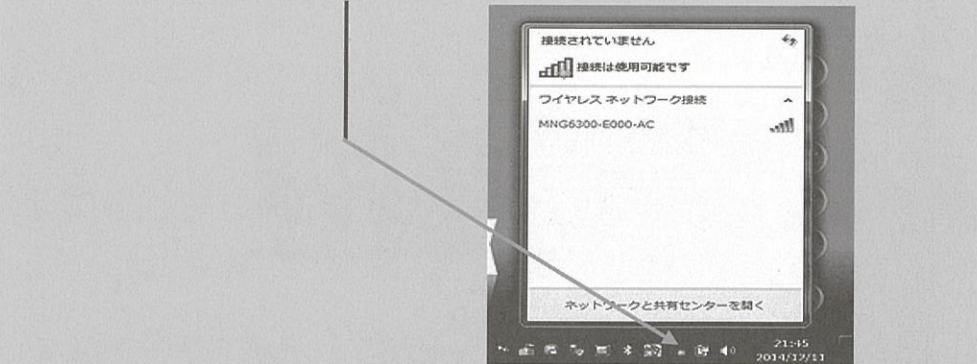 接続されていません
接続は使用可能です
ワイヤレス ネットワーク接続
MNG6300-E000-AC
ネットワークと共有センターを開く
21:45
2014/12/11